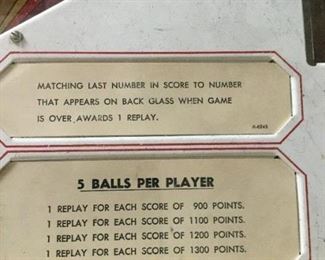 MATCHING LAST NUMBER IN SCORE TO NUMBER
THAT APPEARS ON BACK GLASS WHEN GAME
IS OVER AWARDS 1 REPLAY.
5 BALLS PER PLAYER
1 REPLAY FOR EACH SCORE OF 900 POINTS.
1 REPLAY FOR EACH SCORE OF 1100 POINTS.
1 REPLAY FOR EACH SCORE OF 1200 POINTS.
1 REPLAY FOR EACH SCORE OF 1300 POINTS.